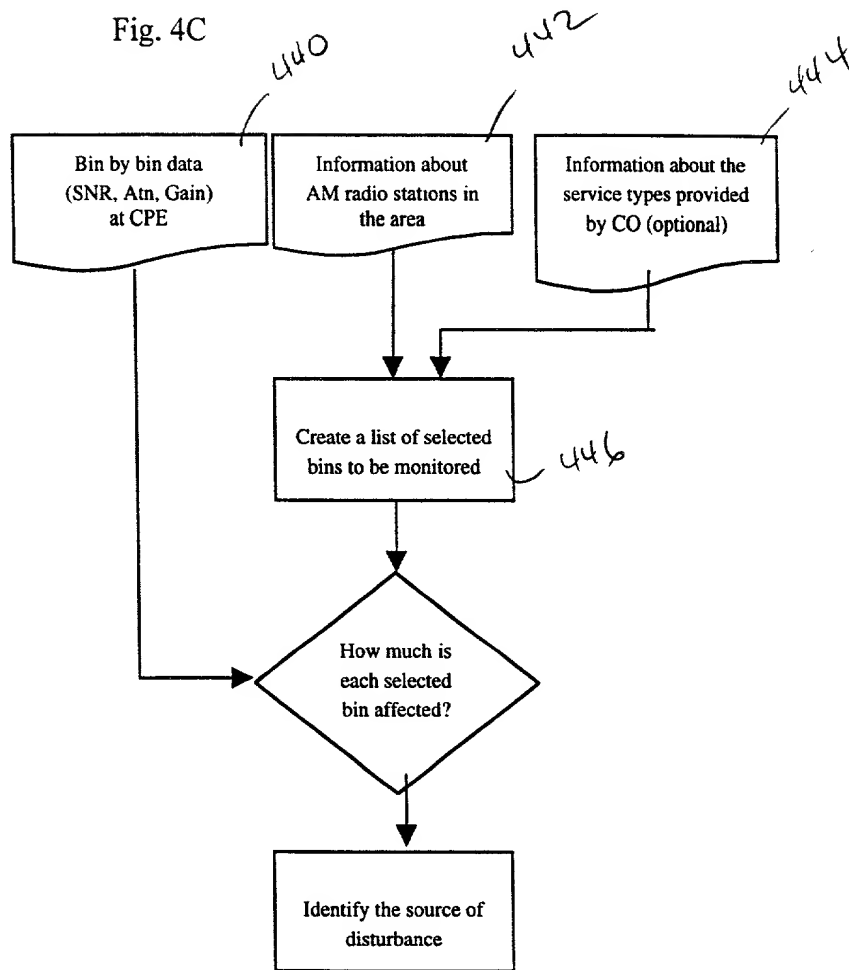 Fig. 4C
440
442
444
Bin by bin data
(SNR, Atn, Gain)
at CPE
Information about
AM radio stations in
the area
Information about the
service types provided
by CO (optional)
Create a list of selected
bins to be monitored
446
How much is
each selected
bin affected?
Identify the source of
disturbance